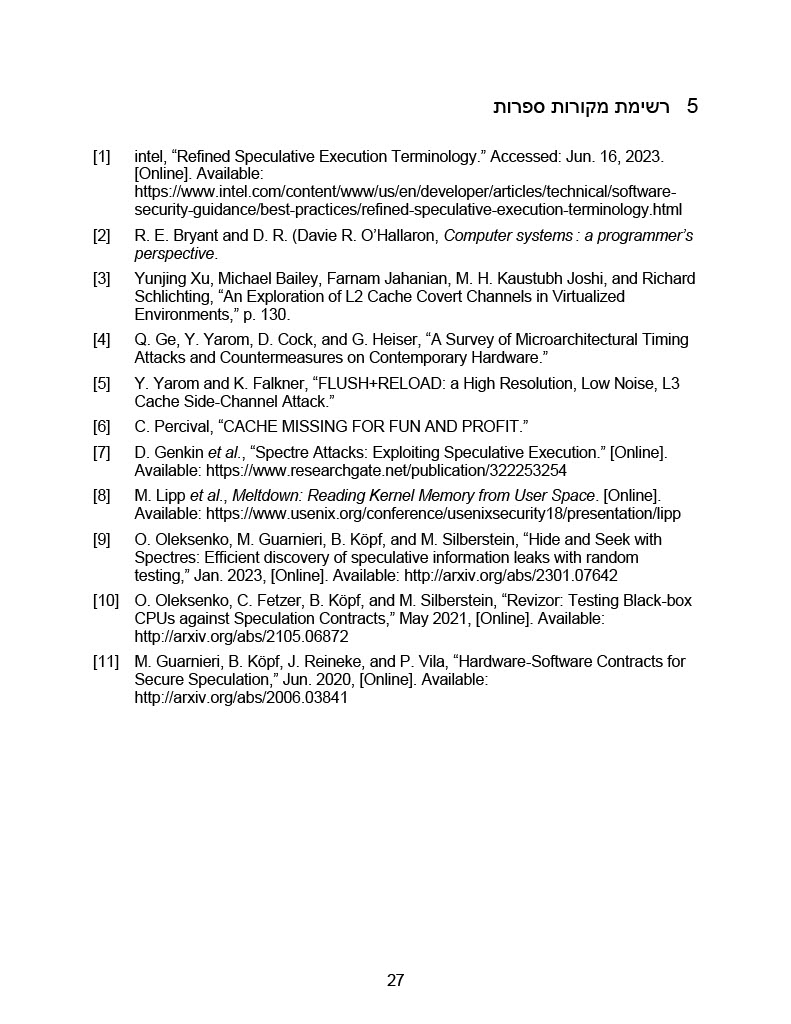 5 רשימת מקורות ספרות
[1] intel, “Refined Speculative Execution Terminology.” Accessed: Jun. 16, 2023.
[Online]. Available:
https://www.intel.com/content/www/us/en/developer/articles/technical/software-
security-guidance/best-practices/refined-speculative-execution-terminology.html
[2] R. E. Bryant and D. R. (Davie R. O’Hallaron, Computer systems : a programmer’s
perspective.
[3] Yunjing Xu, Michael Bailey, Farnam Jahanian, M. H. Kaustubh Joshi, and Richard
Schlichting, “An Exploration of L2 Cache Covert Channels in Virtualized
Environments,” p. 130.
[4] Q. Ge, Y. Yarom, D. Cock, and G. Heiser, “A Survey of Microarchitectural Timing
Attacks and Countermeasures on Contemporary Hardware.”
[5] Y. Yarom and K. Falkner, “FLUSH+RELOAD: a High Resolution, Low Noise, L3
Cache Side-Channel Attack.”
[6] C. Percival, “CACHE MISSING FOR FUN AND PROFIT.”
[7] D. Genkin et al., “Spectre Attacks: Exploiting Speculative Execution.” [Online].
Available: https://www.researchgate.net/publication/322253254
[8] M. Lipp et al., Meltdown: Reading Kernel Memory from User Space. [Online].
Available: https://www.usenix.org/conference/usenixsecurity18/presentation/lipp
[9] O. Oleksenko, M. Guarnieri, B. Köpf, and M. Silberstein, “Hide and Seek with
Spectres: Efficient discovery of speculative information leaks with random
testing,” Jan. 2023, [Online]. Available: http://arxiv.org/abs/2301.07642
[10] O. Oleksenko, C. Fetzer, B. Köpf, and M. Silberstein, “Revizor: Testing Black-box
CPUs against Speculation Contracts,” May 2021, [Online]. Available:
http://arxiv.org/abs/2105.06872
[11] M. Guarnieri, B. Köpf, J. Reineke, and P. Vila, “Hardware-Software Contracts for
Secure Speculation,” Jun. 2020, [Online]. Available:
http://arxiv.org/abs/2006.03841
27